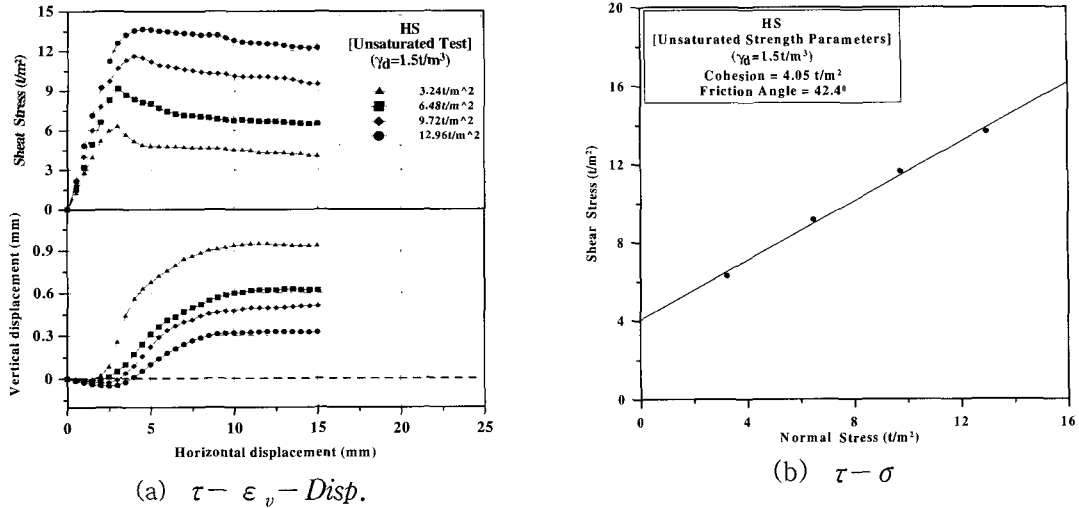 HS
[Unsaturated Test]
(γd=1.5t/m³)
3.24t/m^2
6.48t/m^2
9.72t/m^2
12.96t/m^2
Sheat Stress (t/m²)
15
12
9
6
3
0
Vertical displacement (mm)
0.9
0.6
0.3
0
0 5 10 15 20 25
Horizontal displacement (mm)
(a) τ − ε v − Disp.
HS
[Unsaturated Strength Parameters]
(γd=1.5t/m³)
Cohesion = 4.05 t/m²
Friction Angle = 42.4⁰
Shear Stress (t/m²)
20
16
12
8
4
0
0 4 8 12 16
Normal Stress (t/m²)
(b) τ − σ